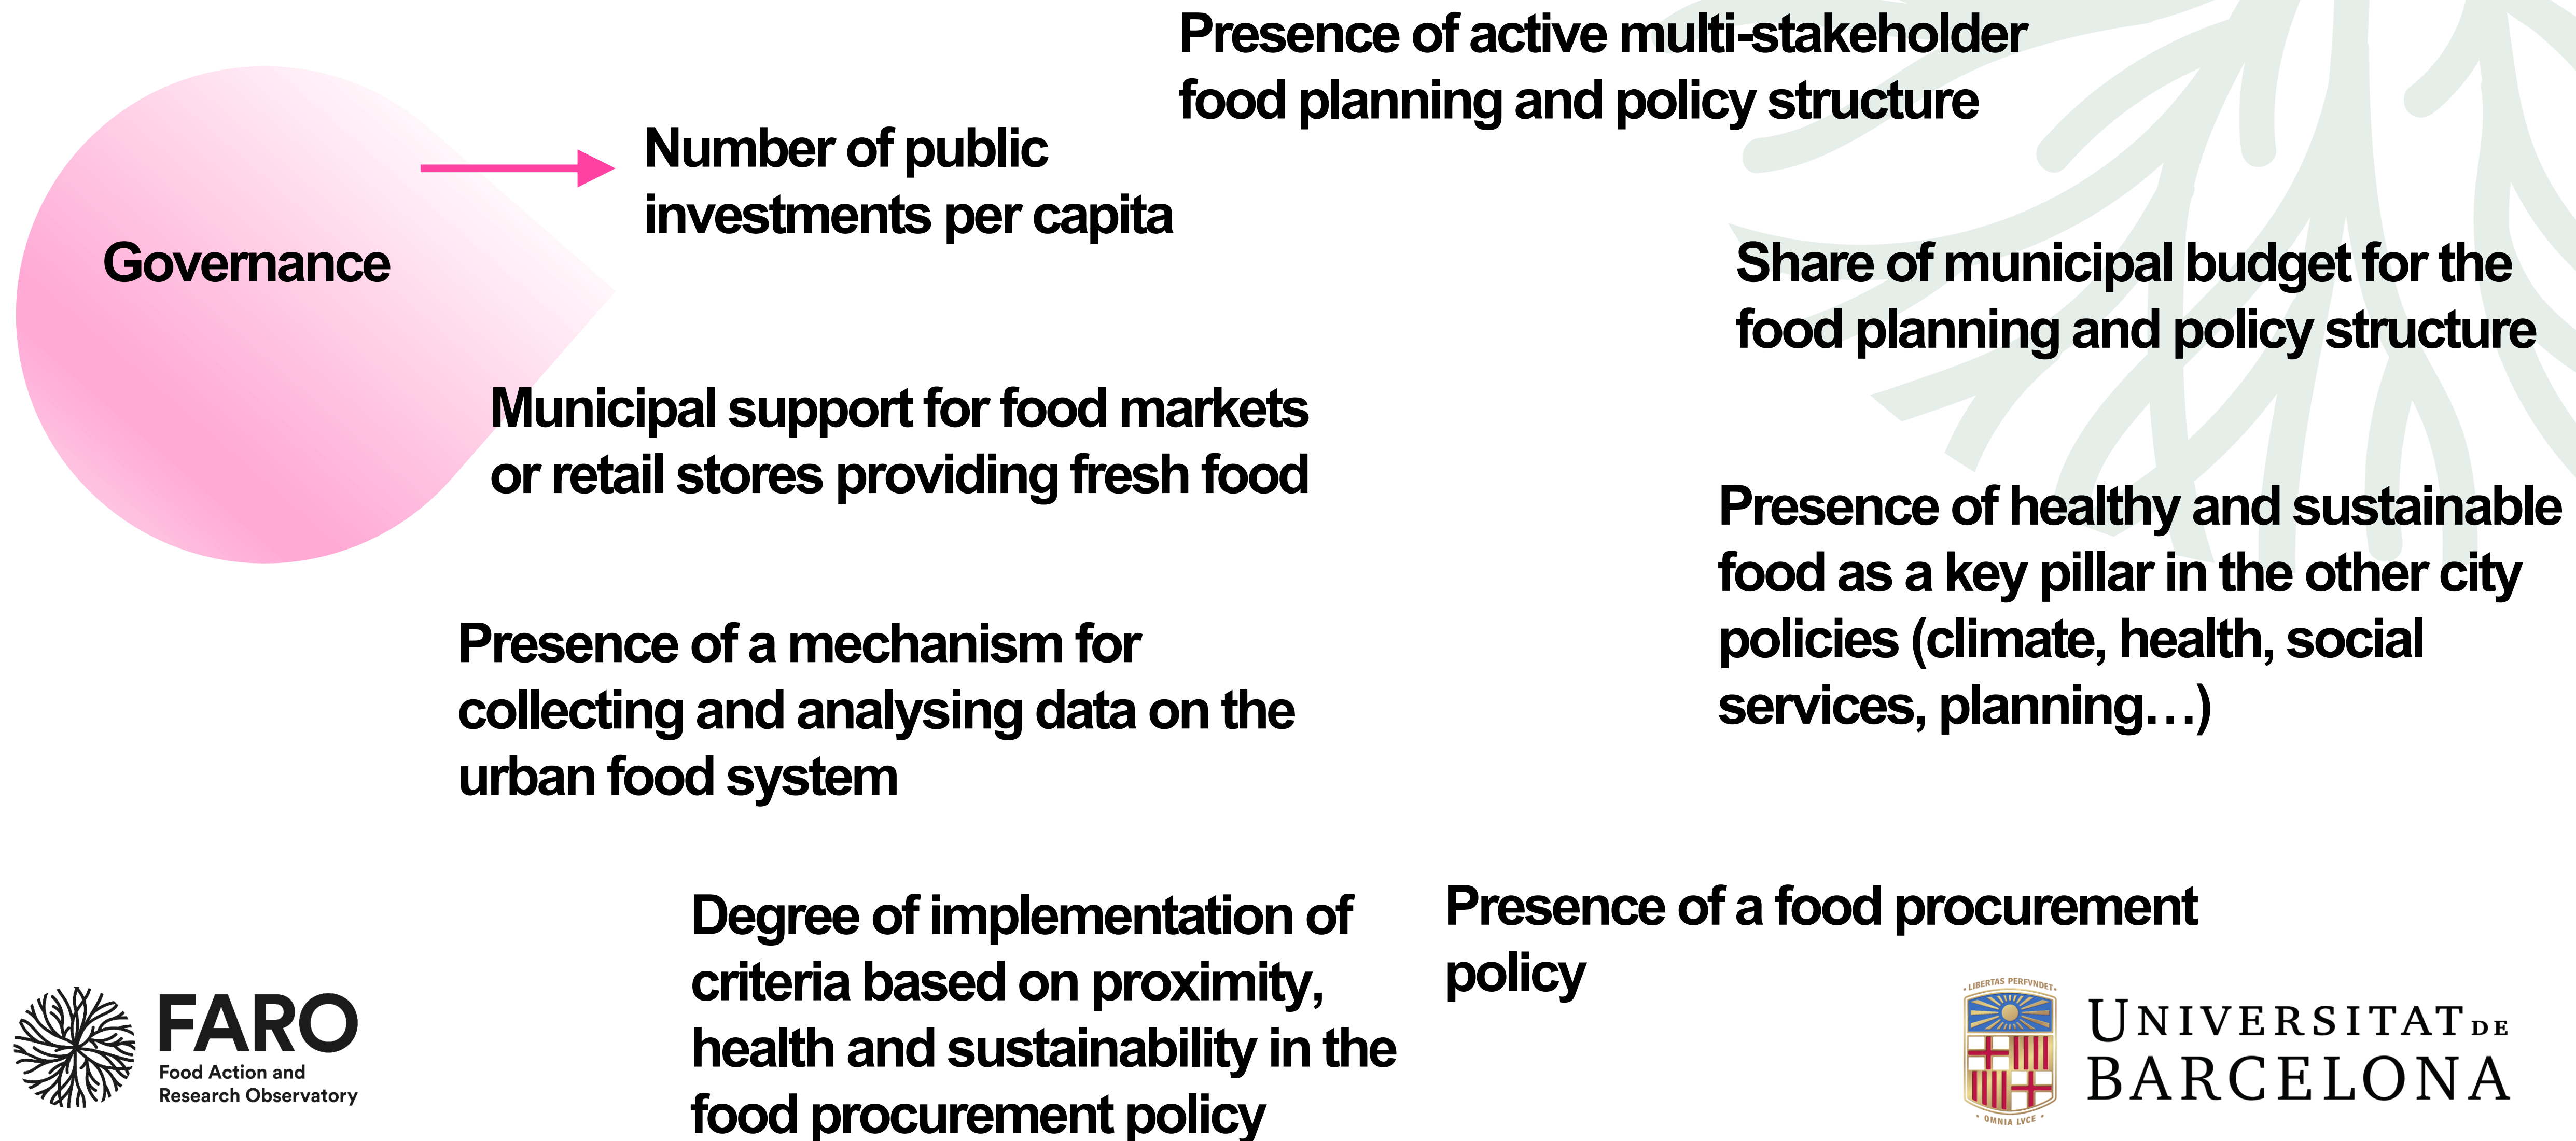 Presence of active multi-stakeholder
food planning and policy structure
Number of public
investments per capita
Governance
Share of municipal budget for the
food planning and policy structure
Municipal support for food markets
or retail stores providing fresh food
Presence of healthy and sustainable
food as a key pillar in the other city
policies (climate, health, social
services, planning…)
Presence of a mechanism for
collecting and analysing data on the
urban food system
Degree of implementation of
criteria based on proximity,
health and sustainability in the
food procurement policy
Presence of a food procurement
policy
FARO
Food Action and
Research Observatory
LIBERTAS PERFVNDET
OMNIA LVCE
UNIVERSITAT DE
BARCELONA